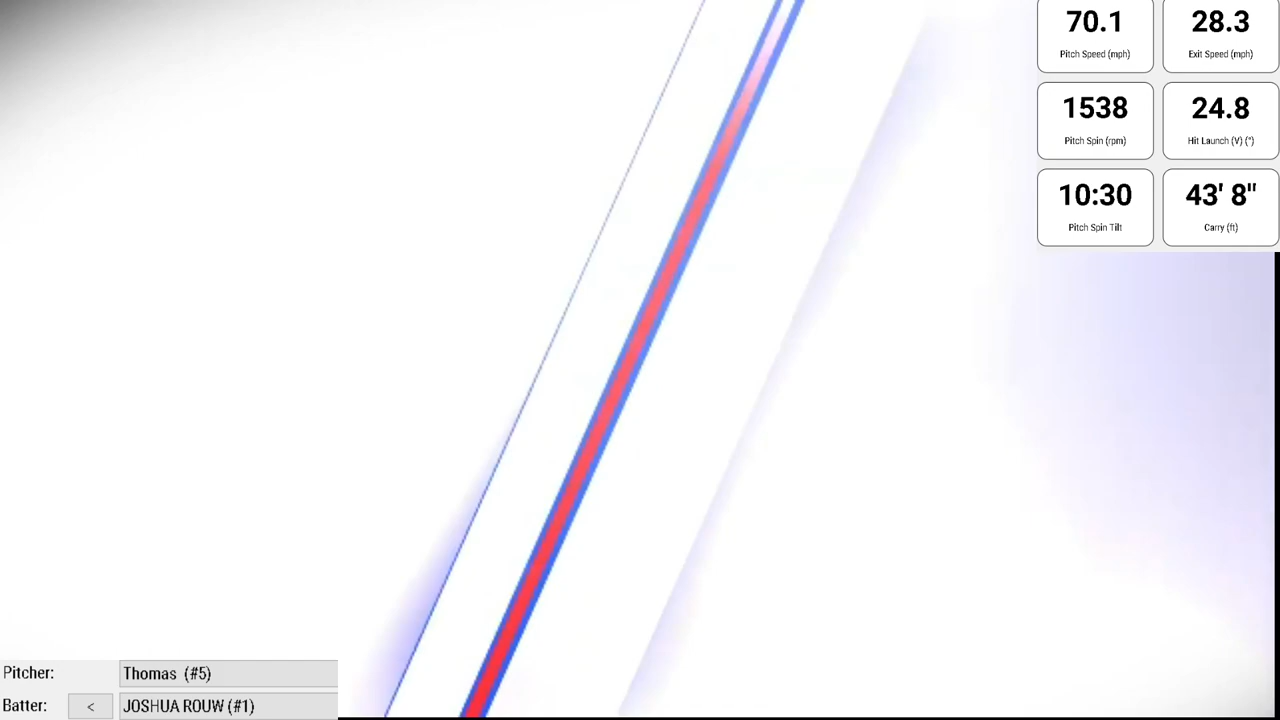 70.1
Pitch Speed (mph)
28.3
Exit Speed (mph)
1538
Pitch Spin (rpm)
24.8
Hit Launch (V) (°)
10:30
Pitch Spin Tilt
43' 8"
Carry (ft)
Pitcher:
Thomas (#5)
Batter:
<
JOSHUA ROUW (#1)